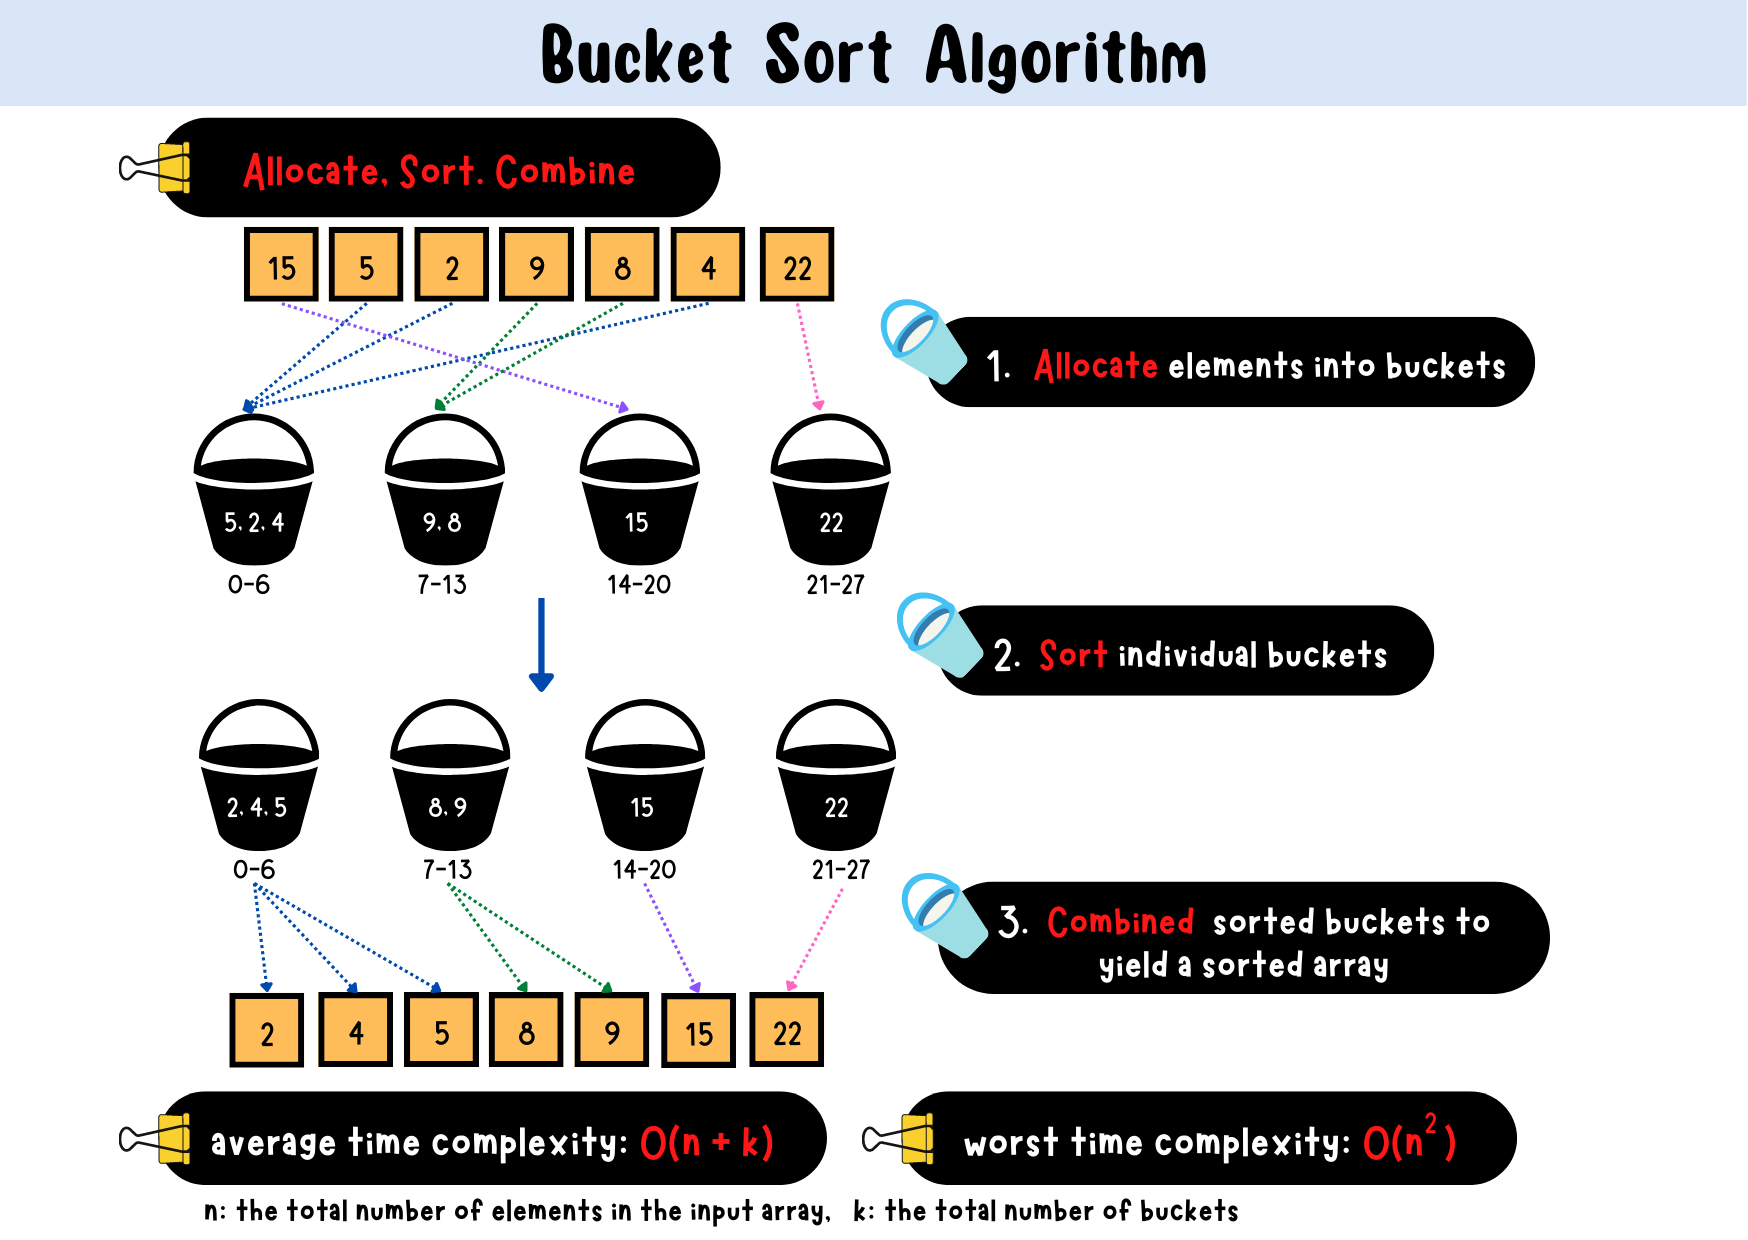 Bucket Sort Algorithm
Allocate, Sort. Combine
15 5 2 9 8 4 22
1. Allocate elements into buckets
5, 2, 4 9, 8 15 22
0-6 7-13 14-20 21-27
2. Sort individual buckets
2, 4, 5 8, 9 15 22
0-6 7-13 14-20 21-27
3. Combined sorted buckets to
yield a sorted array
2 4 5 8 9 15 22
average time complexity: O(n + k)
worst time complexity: O(n²)
n: the total number of elements in the input array, k: the total number of buckets